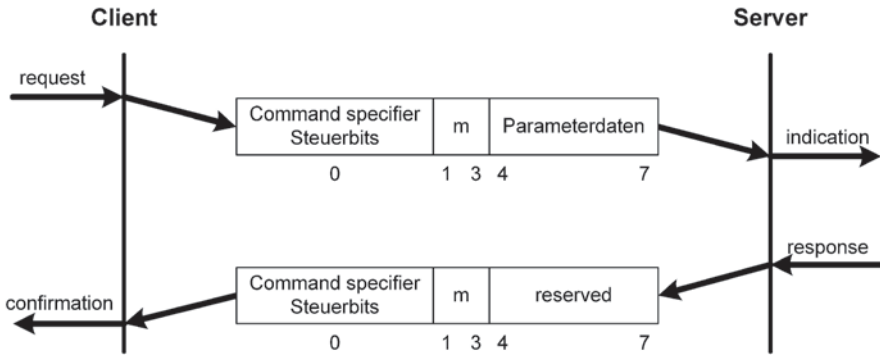 Client
Server
request
Command specifier
Steuerbits
m
Parameterdaten
indication
0
1
3
4
7
response
Command specifier
Steuerbits
m
reserved
confirmation
0
1
3
4
7